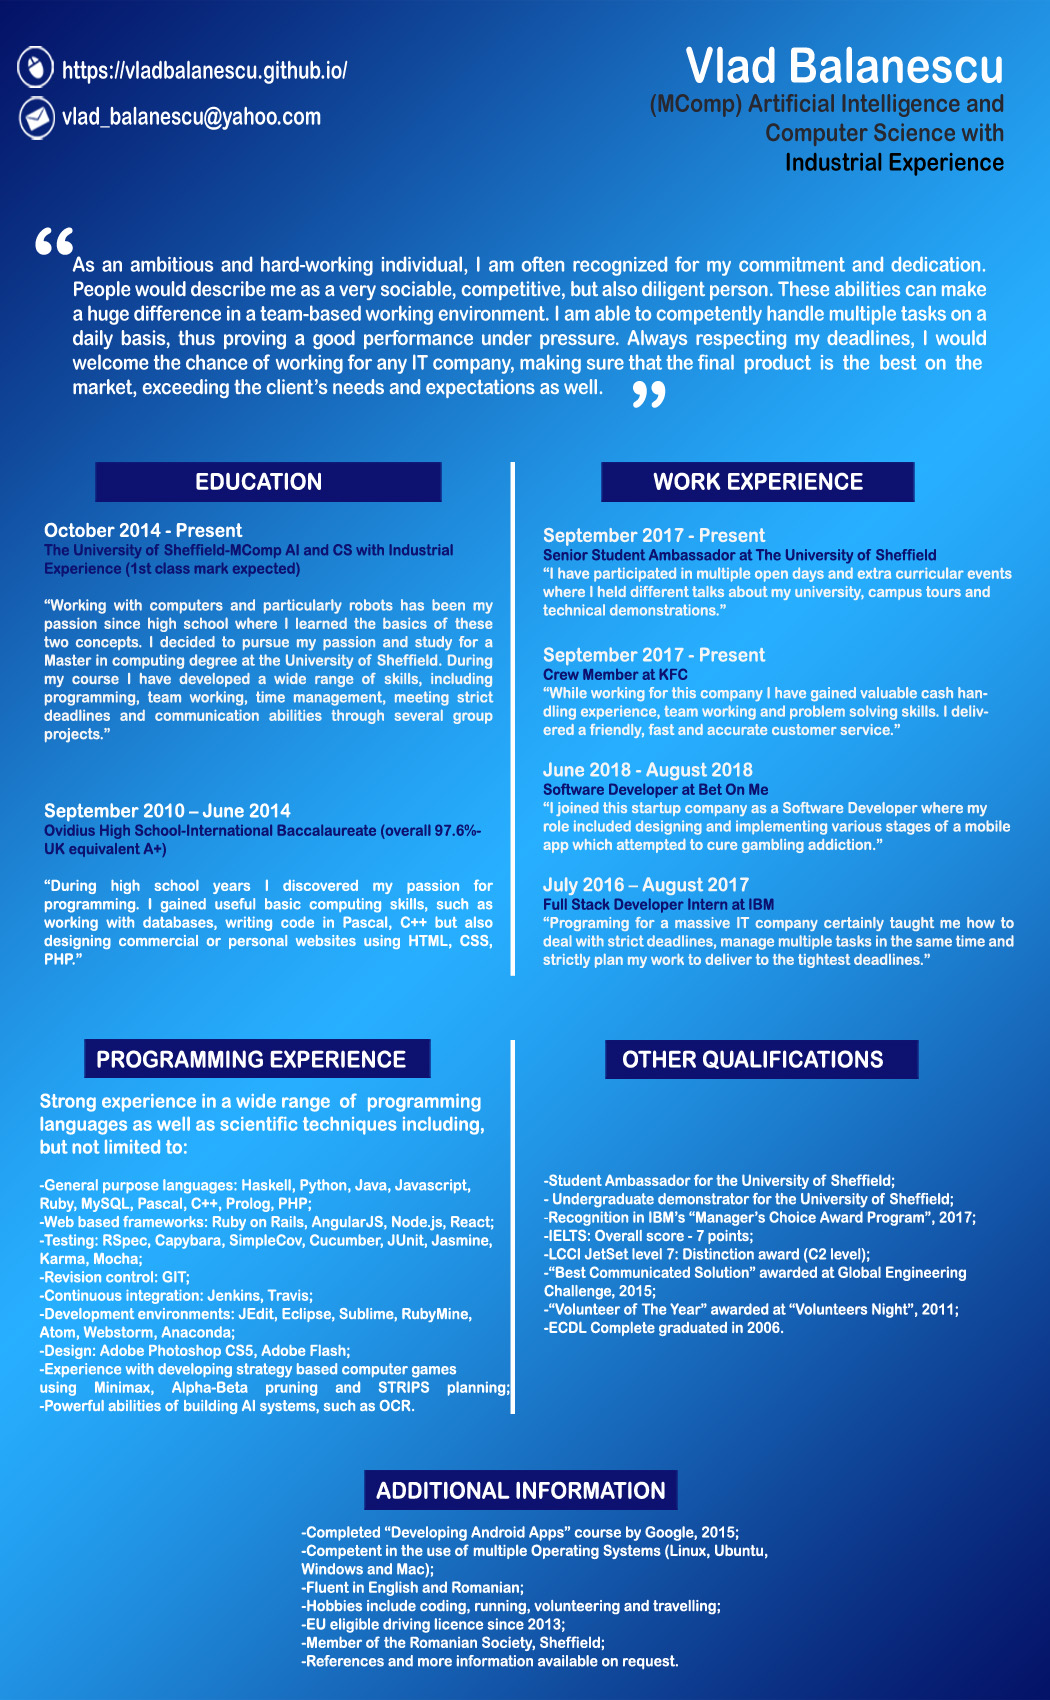 https://vladbalanescu.github.io/
vlad_balanescu@yahoo.com
Vlad Balanescu
(MComp) Artificial Intelligence and
Computer Science with
Industrial Experience
“
As an ambitious and hard-working individual, I am often recognized for my commitment and dedication.
People would describe me as a very sociable, competitive, but also diligent person. These abilities can make
a huge difference in a team-based working environment. I am able to competently handle multiple tasks on a
daily basis, thus proving a good performance under pressure. Always respecting my deadlines, I would
welcome the chance of working for any IT company, making sure that the final product is the best on the
market, exceeding the client’s needs and expectations as well.
”
EDUCATION
October 2014 - Present
The University of Sheffield-MComp AI and CS with Industrial
Experience (1st class mark expected)
“Working with computers and particularly robots has been my
passion since high school where I learned the basics of these
two concepts. I decided to pursue my passion and study for a
Master in computing degree at the University of Sheffield. During
my course I have developed a wide range of skills, including
programming, team working, time management, meeting strict
deadlines and communication abilities through several group
projects.”
September 2010 – June 2014
Ovidius High School-International Baccalaureate (overall 97.6%-
UK equivalent A+)
“During high school years I discovered my passion for
programming. I gained useful basic computing skills, such as
working with databases, writing code in Pascal, C++ but also
designing commercial or personal websites using HTML, CSS,
PHP.”
WORK EXPERIENCE
September 2017 - Present
Senior Student Ambassador at The University of Sheffield
“I have participated in multiple open days and extra curricular events
where I held different talks about my university, campus tours and
technical demonstrations.”
September 2017 - Present
Crew Member at KFC
“While working for this company I have gained valuable cash han-
dling experience, team working and problem solving skills. I deliv-
ered a friendly, fast and accurate customer service.”
June 2018 - August 2018
Software Developer at Bet On Me
“I joined this startup company as a Software Developer where my
role included designing and implementing various stages of a mobile
app which attempted to cure gambling addiction.”
July 2016 – August 2017
Full Stack Developer Intern at IBM
“Programing for a massive IT company certainly taught me how to
deal with strict deadlines, manage multiple tasks in the same time and
strictly plan my work to deliver to the tightest deadlines.”
PROGRAMMING EXPERIENCE
Strong experience in a wide range of programming
languages as well as scientific techniques including,
but not limited to:
-General purpose languages: Haskell, Python, Java, Javascript,
Ruby, MySQL, Pascal, C++, Prolog, PHP;
-Web based frameworks: Ruby on Rails, AngularJS, Node.js, React;
-Testing: RSpec, Capybara, SimpleCov, Cucumber, JUnit, Jasmine,
Karma, Mocha;
-Revision control: GIT;
-Continuous integration: Jenkins, Travis;
-Development environments: JEdit, Eclipse, Sublime, RubyMine,
Atom, Webstorm, Anaconda;
-Design: Adobe Photoshop CS5, Adobe Flash;
-Experience with developing strategy based computer games
using Minimax, Alpha-Beta pruning and STRIPS planning;
-Powerful abilities of building AI systems, such as OCR.
OTHER QUALIFICATIONS
-Student Ambassador for the University of Sheffield;
- Undergraduate demonstrator for the University of Sheffield;
-Recognition in IBM’s “Manager’s Choice Award Program”, 2017;
-IELTS: Overall score - 7 points;
-LCCI JetSet level 7: Distinction award (C2 level);
-“Best Communicated Solution” awarded at Global Engineering
Challenge, 2015;
-“Volunteer of The Year” awarded at “Volunteers Night”, 2011;
-ECDL Complete graduated in 2006.
ADDITIONAL INFORMATION
-Completed “Developing Android Apps” course by Google, 2015;
-Competent in the use of multiple Operating Systems (Linux, Ubuntu,
Windows and Mac);
-Fluent in English and Romanian;
-Hobbies include coding, running, volunteering and travelling;
-EU eligible driving licence since 2013;
-Member of the Romanian Society, Sheffield;
-References and more information available on request.